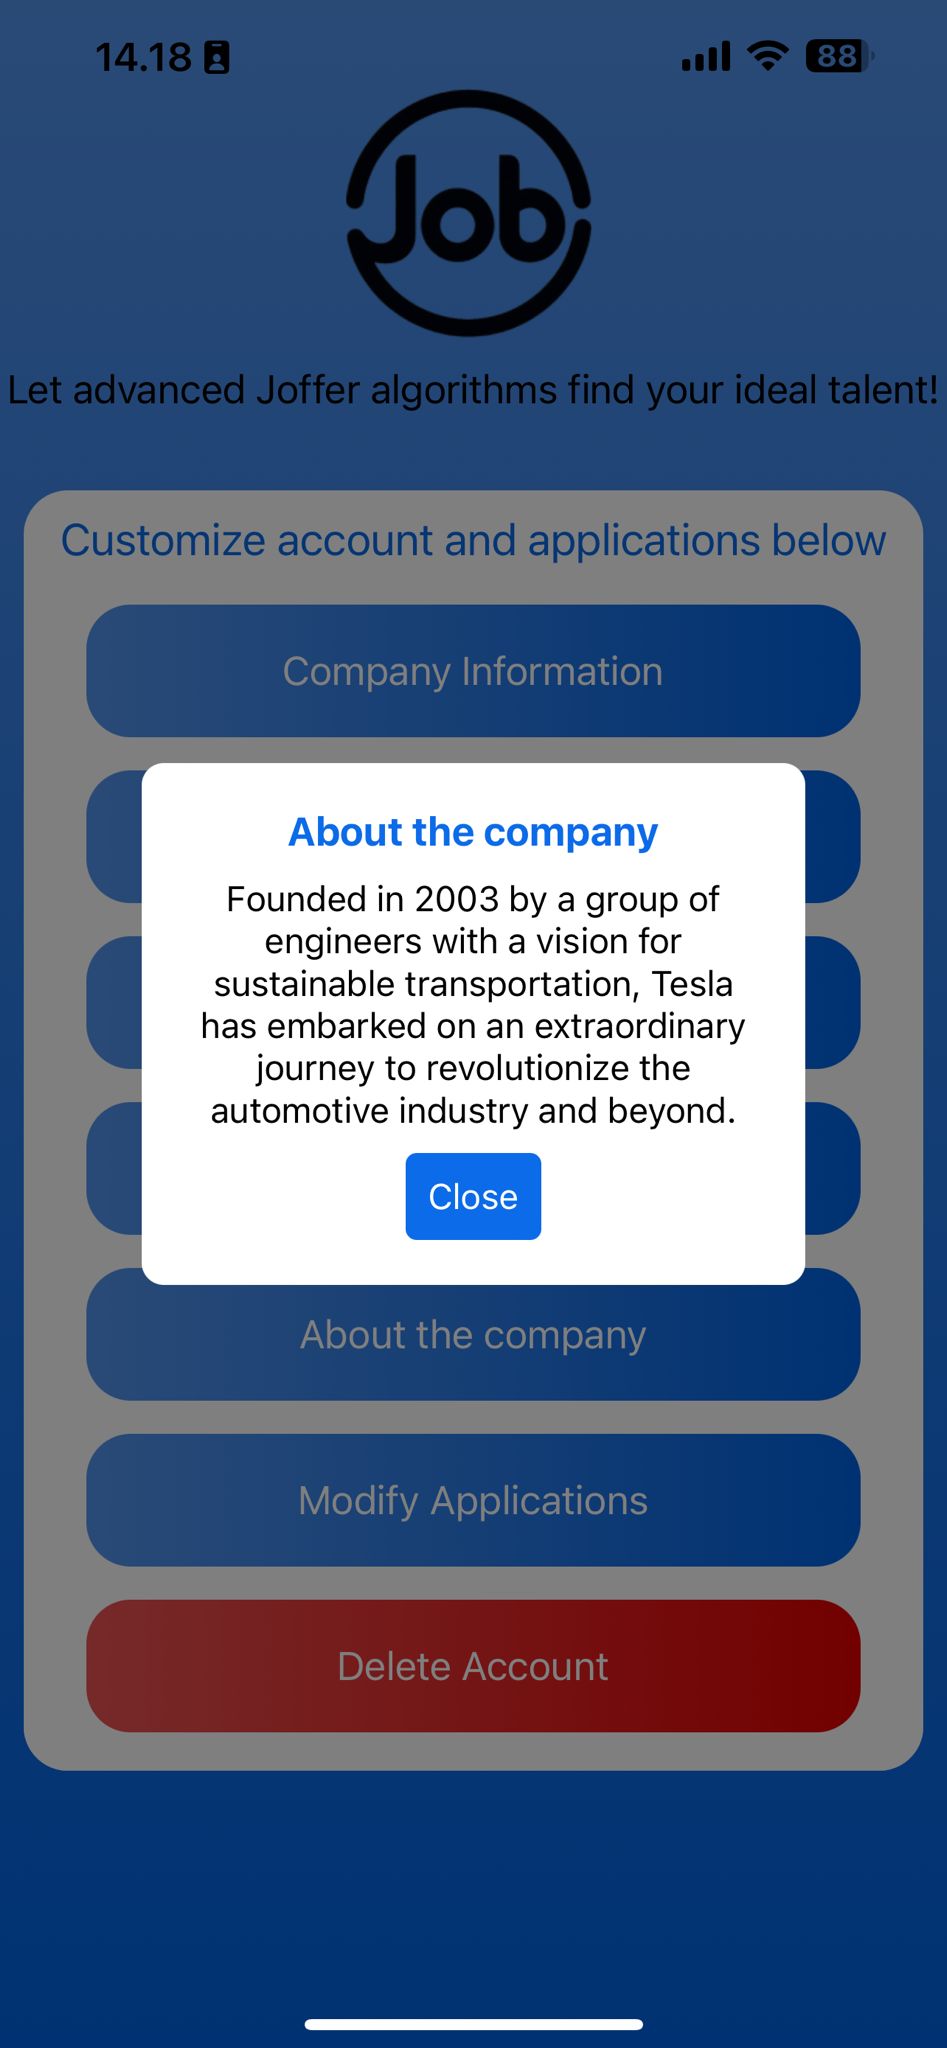 14.18
88
Job
Let advanced Joffer algorithms find your ideal talent!
Customize account and applications below
Company Information
About the company
Founded in 2003 by a group of
engineers with a vision for
sustainable transportation, Tesla
has embarked on an extraordinary
journey to revolutionize the
automotive industry and beyond.
Close
About the company
Modify Applications
Delete Account